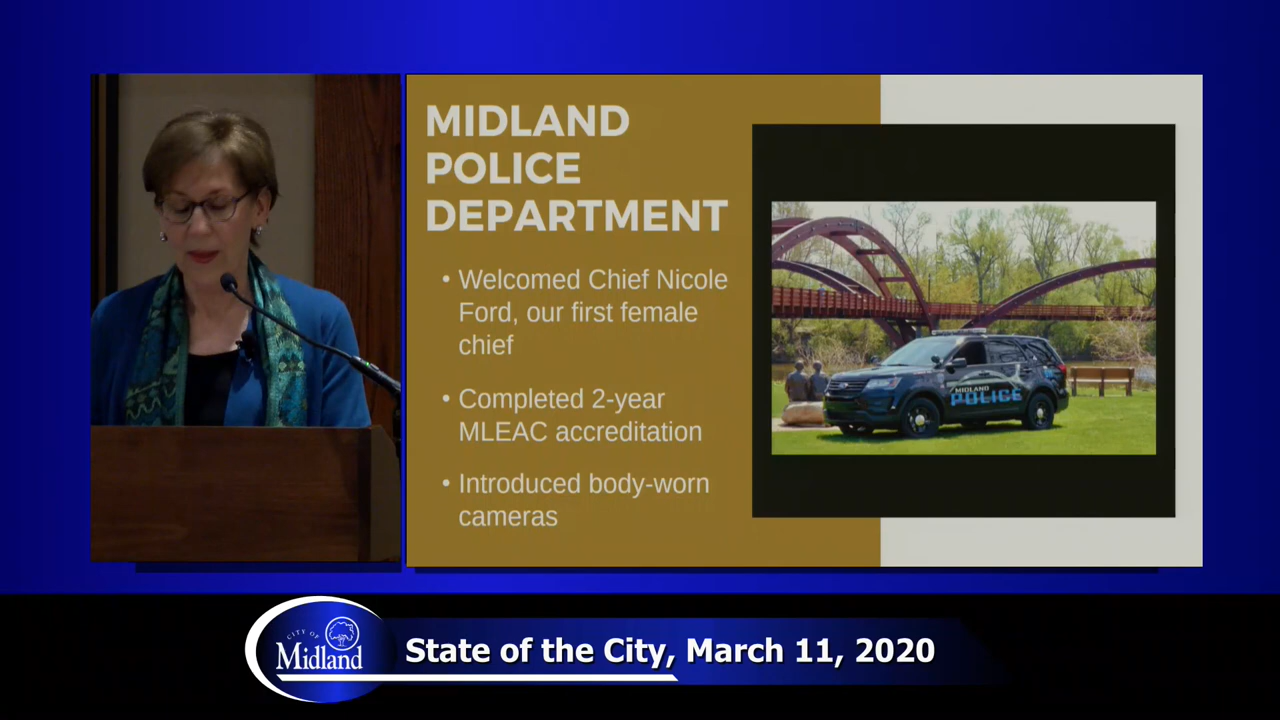 MIDLAND
POLICE
DEPARTMENT
• Welcomed Chief Nicole
Ford, our first female
chief
• Completed 2-year
MLEAC accreditation
• Introduced body-worn
cameras
MIDLAND
POLICE
CITY OF
Midland
State of the City, March 11, 2020